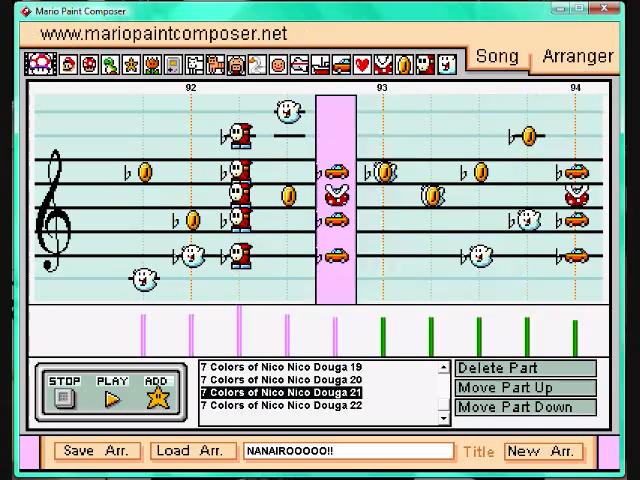 Mario Paint Composer
www.mariopaintcomposer.net
Song
Arranger
92
93
94
STOP
PLAY
ADD
7 Colors of Nico Nico Douga 19
7 Colors of Nico Nico Douga 20
7 Colors of Nico Nico Douga 21
7 Colors of Nico Nico Douga 22
Delete Part
Move Part Up
Move Part Down
Save Arr.
Load Arr.
NANAIROOOOO!!
Title
New Arr.